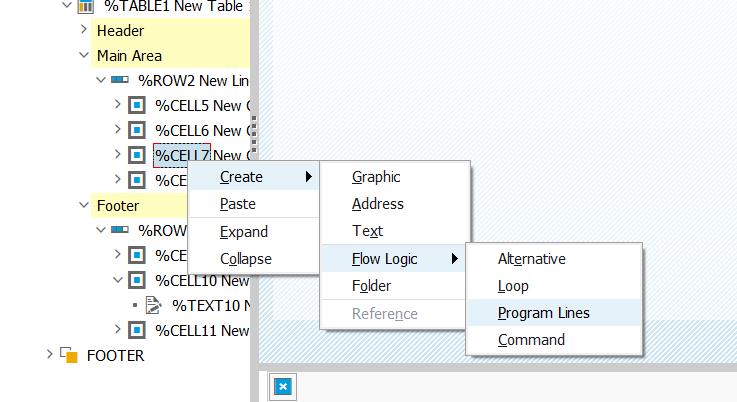 %TABLE1 New Table
Header
Main Area
%ROW2 New Lin
%CELL5 New
%CELL6 New
%CELL7 New
%CE
Footer
%ROW
%CE
%CELL10 New
%TEXT10 N
%CELL11 New
FOOTER
Create
Paste
Expand
Collapse
Graphic
Address
Text
Flow Logic
Folder
Reference
Alternative
Loop
Program Lines
Command